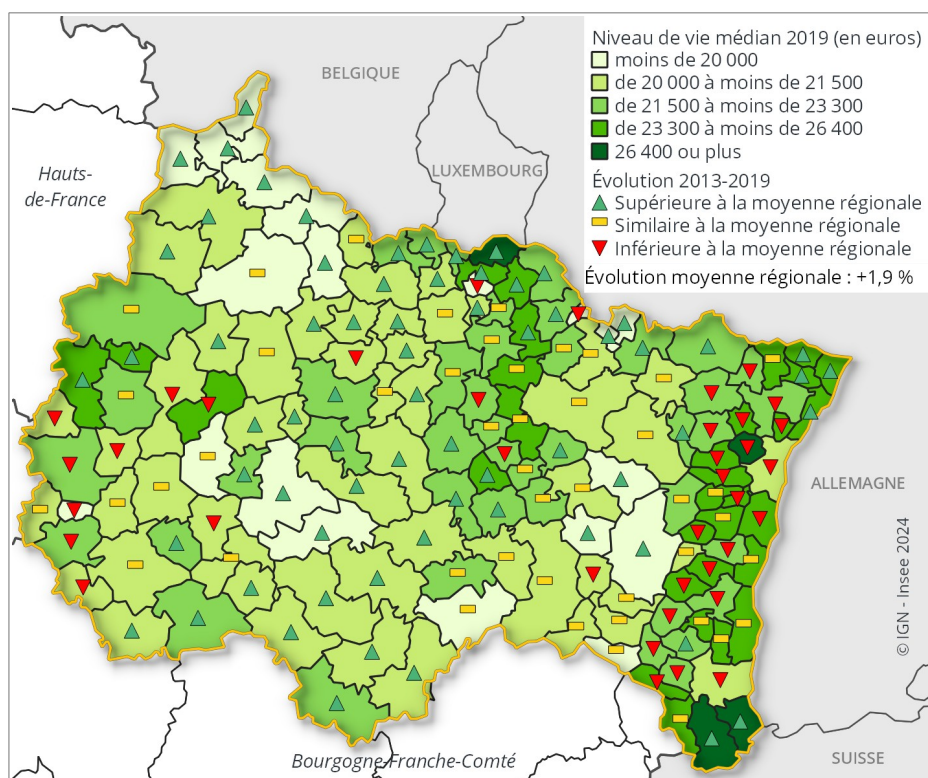 Niveau de vie médian 2019 (en euros)
moins de 20 000
de 20 000 à moins de 21 500
de 21 500 à moins de 23 300
de 23 300 à moins de 26 400
26 400 ou plus
Évolution 2013-2019
Supérieure à la moyenne régionale
Similaire à la moyenne régionale
Inférieure à la moyenne régionale
Évolution moyenne régionale : +1,9 %
BELGIQUE
LUXEMBOURG
Hauts-
de-France
ALLEMAGNE
© IGN - Insee 2024
Bourgogne-Franche-Comté
SUISSE